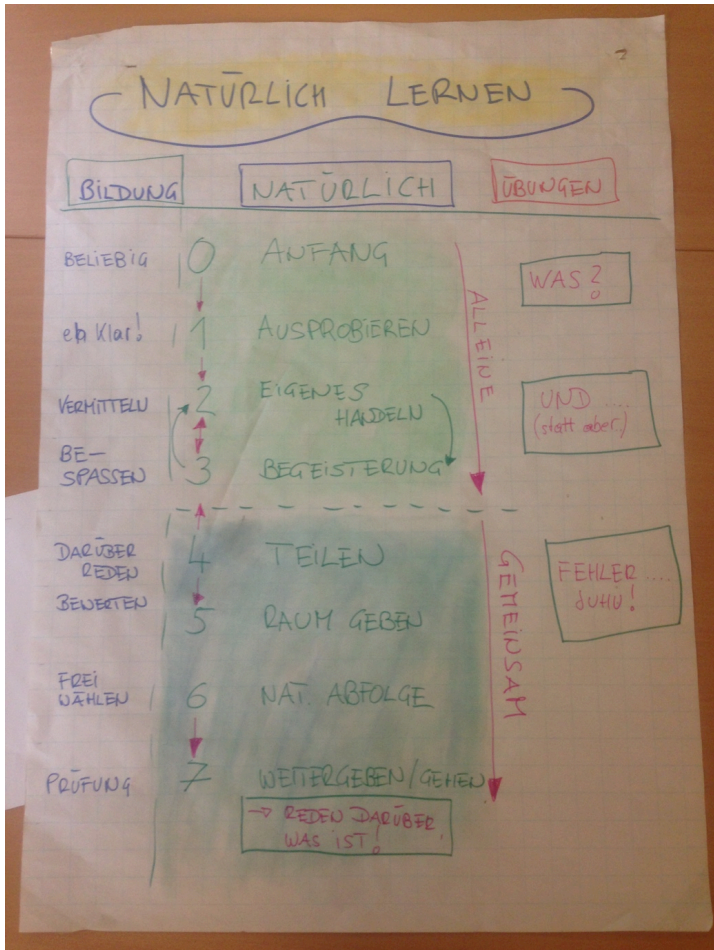 NATÜRLICH LERNEN
BILDUNG NATÜRLICH ÜBUNGEN
BELIEBIG 0 ANFANG
WAS?
eh klar! 1 AUSPROBIEREN
ALLEINE
VERMITTELN 2 EIGENES
HANDELN
UND ....
(statt aber.)
BE-
SPASSEN 3 BEGEISTERUNG
DARÜBER
REDEN 4 TEILEN
GEMEINSAM
FEHLER ....
JUHU!
BEWERTEN 5 RAUM GEBEN
FREI
WÄHLEN 6 NAT. ABFOLGE
PRÜFUNG 7 WEITERGEBEN/GEHEN
→ REDEN DARÜBER,
WAS IST!